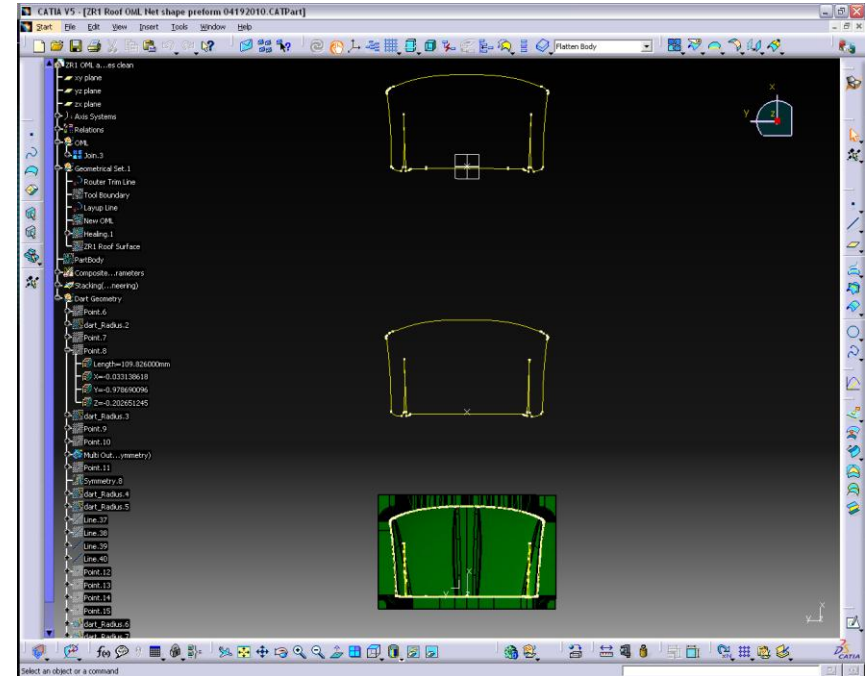 CATIA V5 - [ZR1 Roof OML Net shape preform 04192010.CATPart]
Start File Edit View Insert Tools Window Help
Flatten Body
ZR1 OML a...es clean
xy plane
yz plane
zx plane
Axis Systems
Relations
OML
Join.3
Geometrical Set.1
Router Trim Line
Tool Boundary
Layup Line
New OML
Healing.1
ZR1 Roof Surface
PartBody
Composite...rameters
Stacking(...neering)
Dart Geometry
Point.6
dart_Radius.2
Point.7
Point.8
Length=109.826000mm
X=-0.033138618
Y=-0.978690096
Z=-0.202651245
dart_Radius.3
Point.9
Point.10
Multi Out...ymmetry)
Point.11
Symmetry.8
dart_Radius.4
dart_Radius.5
Line.37
Line.38
Line.39
Line.40
Point.12
Point.13
Point.14
Point.15
dart_Radius.6
dart_Radius.7
X
Y
Z
x
y
x
y
f(x)
CATIA
Select an object or a command